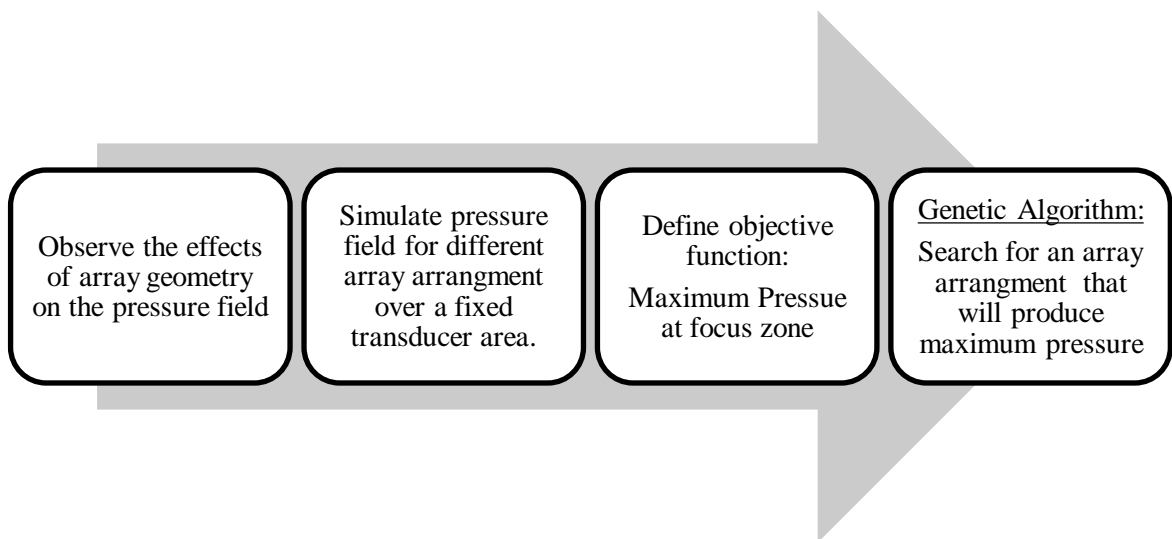 Observe the effects
of array geometry
on the pressure field
Simulate pressure
field for different
array arrangment
over a fixed
transducer area.
Define objective
function:
Maximum Pressue
at focus zone
Genetic Algorithm:
Search for an array
arrangment that
will produce
maximum pressure